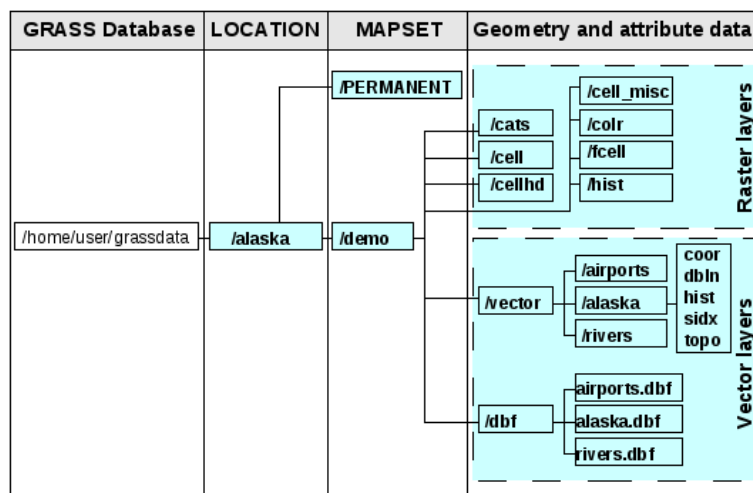 GRASS Database LOCATION MAPSET Geometry and attribute data
/PERMANENT
/cell_misc
/cats
/colr
/cell
/fcell
/cellhd
/hist
Raster layers
/home/user/grassdata
/alaska
/demo
/vector
/airports
/alaska
/rivers
coor
dbln
hist
sidx
topo
/dbf
airports.dbf
alaska.dbf
rivers.dbf
Vector layers